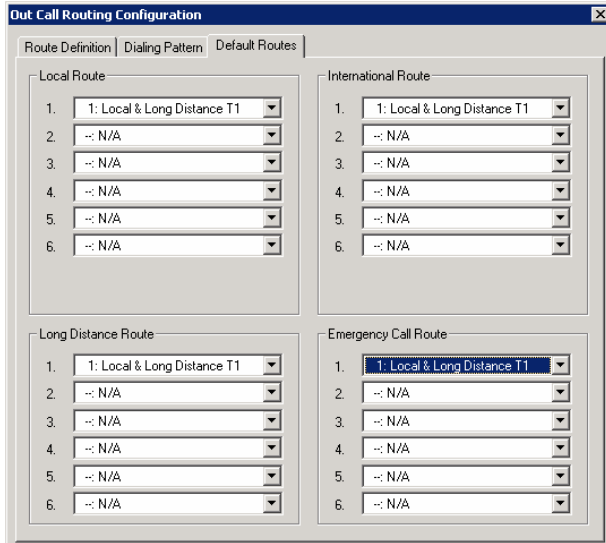 Out Call Routing Configuration
Route Definition Dialing Pattern Default Routes
Local Route
1. 1: Local & Long Distance T1
2. --: N/A
3. --: N/A
4. --: N/A
5. --: N/A
6. --: N/A
International Route
1. 1: Local & Long Distance T1
2. --: N/A
3. --: N/A
4. --: N/A
5. --: N/A
6. --: N/A
Long Distance Route
1. 1: Local & Long Distance T1
2. --: N/A
3. --: N/A
4. --: N/A
5. --: N/A
6. --: N/A
Emergency Call Route
1. 1: Local & Long Distance T1
2. --: N/A
3. --: N/A
4. --: N/A
5. --: N/A
6. --: N/A